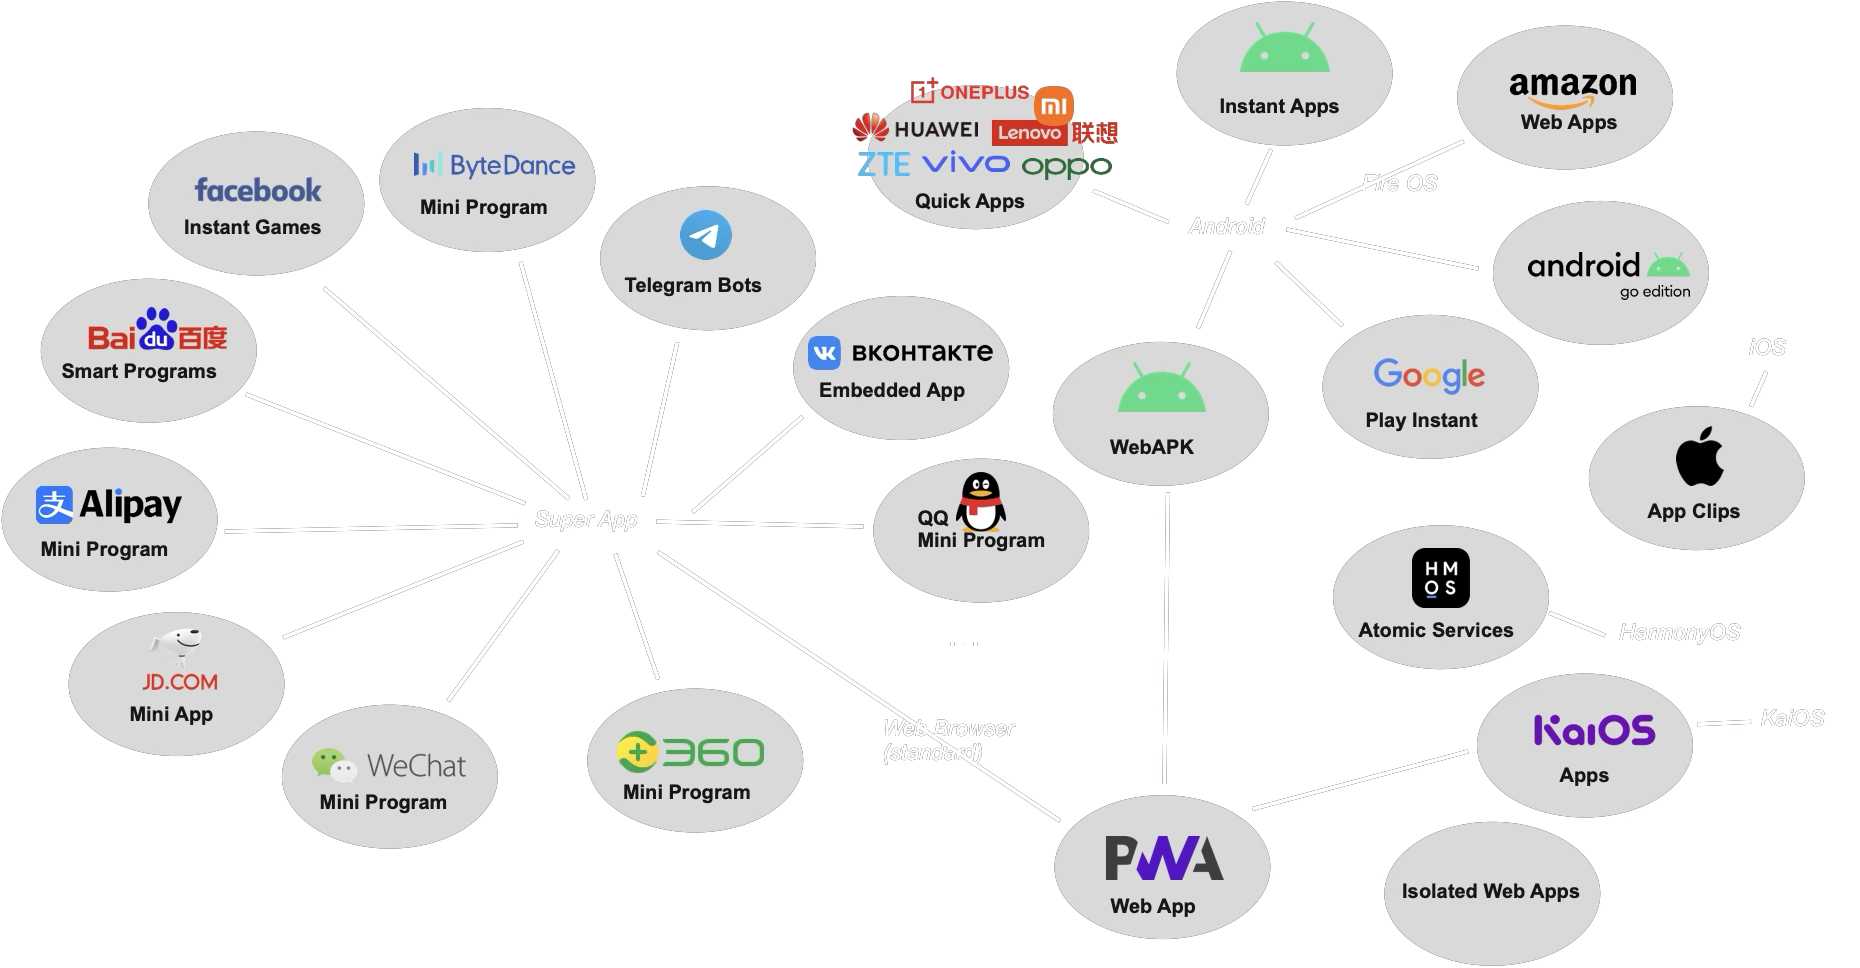 facebook
Instant Games
ByteDance
Mini Program
Telegram Bots
Bai du 百度
Smart Programs
вконтакте
Embedded App
支 Alipay
Mini Program
Super App
QQ
Mini Program
JD.COM
Mini App
WeChat
Mini Program
360
Mini Program
...
Web Browser
(standard)
1+ ONEPLUS
mi
HUAWEI Lenovo 联想
ZTE vivo oppo
Quick Apps
Instant Apps
amazon
Web Apps
Fire OS
Android
android
go edition
WebAPK
Google
Play Instant
iOS
App Clips
HM
OS
Atomic Services
HarmonyOS
KaiOS
Apps
KaiOS
PWA
Web App
Isolated Web Apps